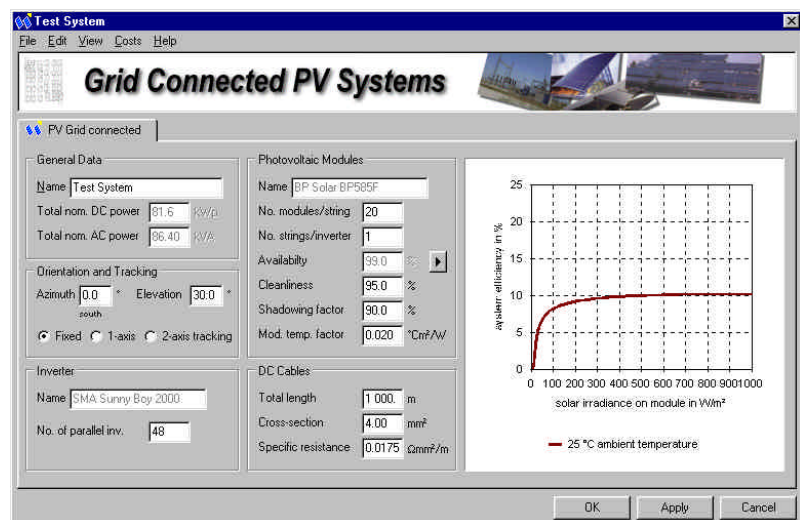 Test System
File Edit View Costs Help
Grid Connected PV Systems
PV Grid connected
General Data
Name Test System
Total nom. DC power 81.6 kWp
Total nom. AC power 86.40 kVA
Orientation and Tracking
Azimuth 0.0 ° Elevation 30.0 °
south
Fixed 1-axis 2-axis tracking
Inverter
Name SMA Sunny Boy 2000
No. of parallel inv. 48
Photovoltaic Modules
Name BP Solar BP585F
No. modules/string 20
No. strings/inverter 1
Availabilty 99.0 %
Cleanliness 95.0 %
Shadowing factor 90.0 %
Mod. temp. factor 0.020 °Cm²/W
DC Cables
Total length 1 000. m
Cross-section 4.00 mm²
Specific resistance 0.0175 Ωmm²/m
system efficiency in %
25
20
15
10
5
0
0 100 200 300 400 500 600 700 800 900 1000
solar irradiance on module in W/m²
25 °C ambient temperature
OK Apply Cancel